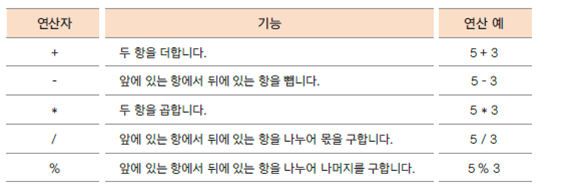 연산자 기능 연산 예
+ 두 항을 더합니다. 5 + 3
- 앞에 있는 항에서 뒤에 있는 항을 뺍니다. 5 - 3
* 두 항을 곱합니다. 5 * 3
/ 앞에 있는 항에서 뒤에 있는 항을 나누어 몫을 구합니다. 5 / 3
% 앞에 있는 항에서 뒤에 있는 항을 나누어 나머지를 구합니다. 5 % 3